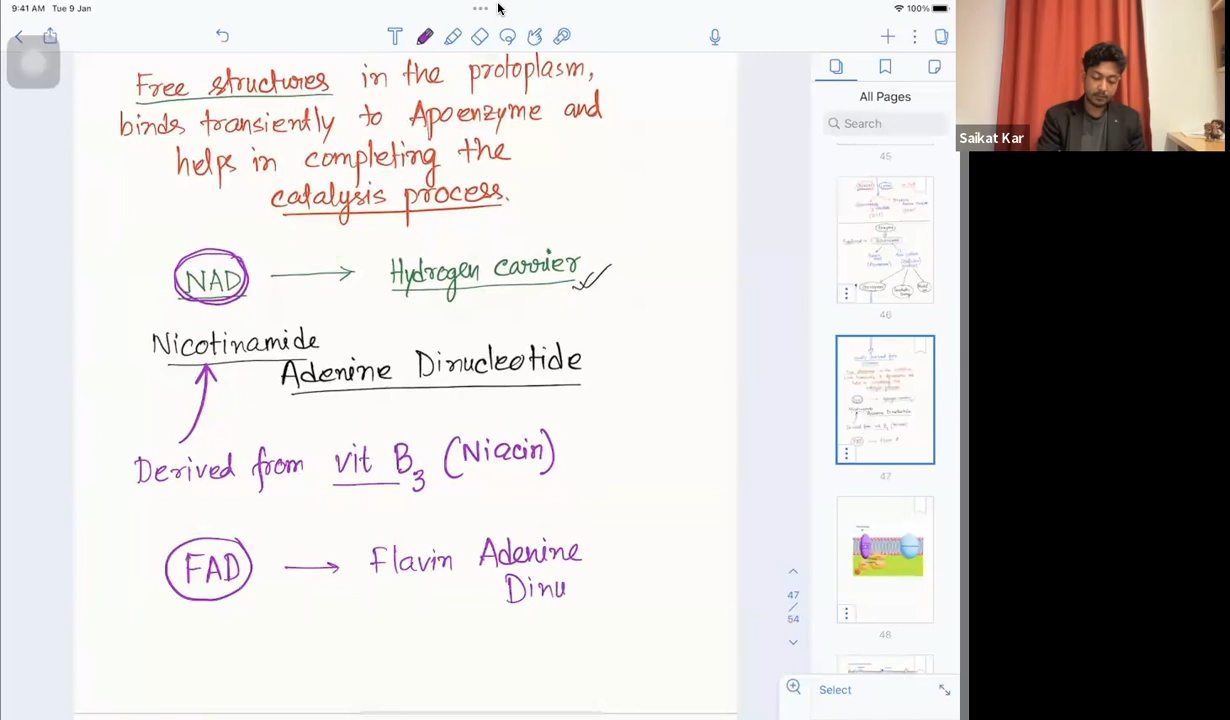 9:41 AM Tue 9 Jan
100%
Free structures in the protoplasm,
binds transiently to Apoenzyme and
helps in completing the
catalysis process.
NAD → Hydrogen carrier
Nicotinamide
Adenine Dinucleotide
Derived from vit B3 (Niacin)
FAD → Flavin Adenine
Dinu
47
/
54
All Pages
Search
45
46
47
48
Select
Saikat Kar